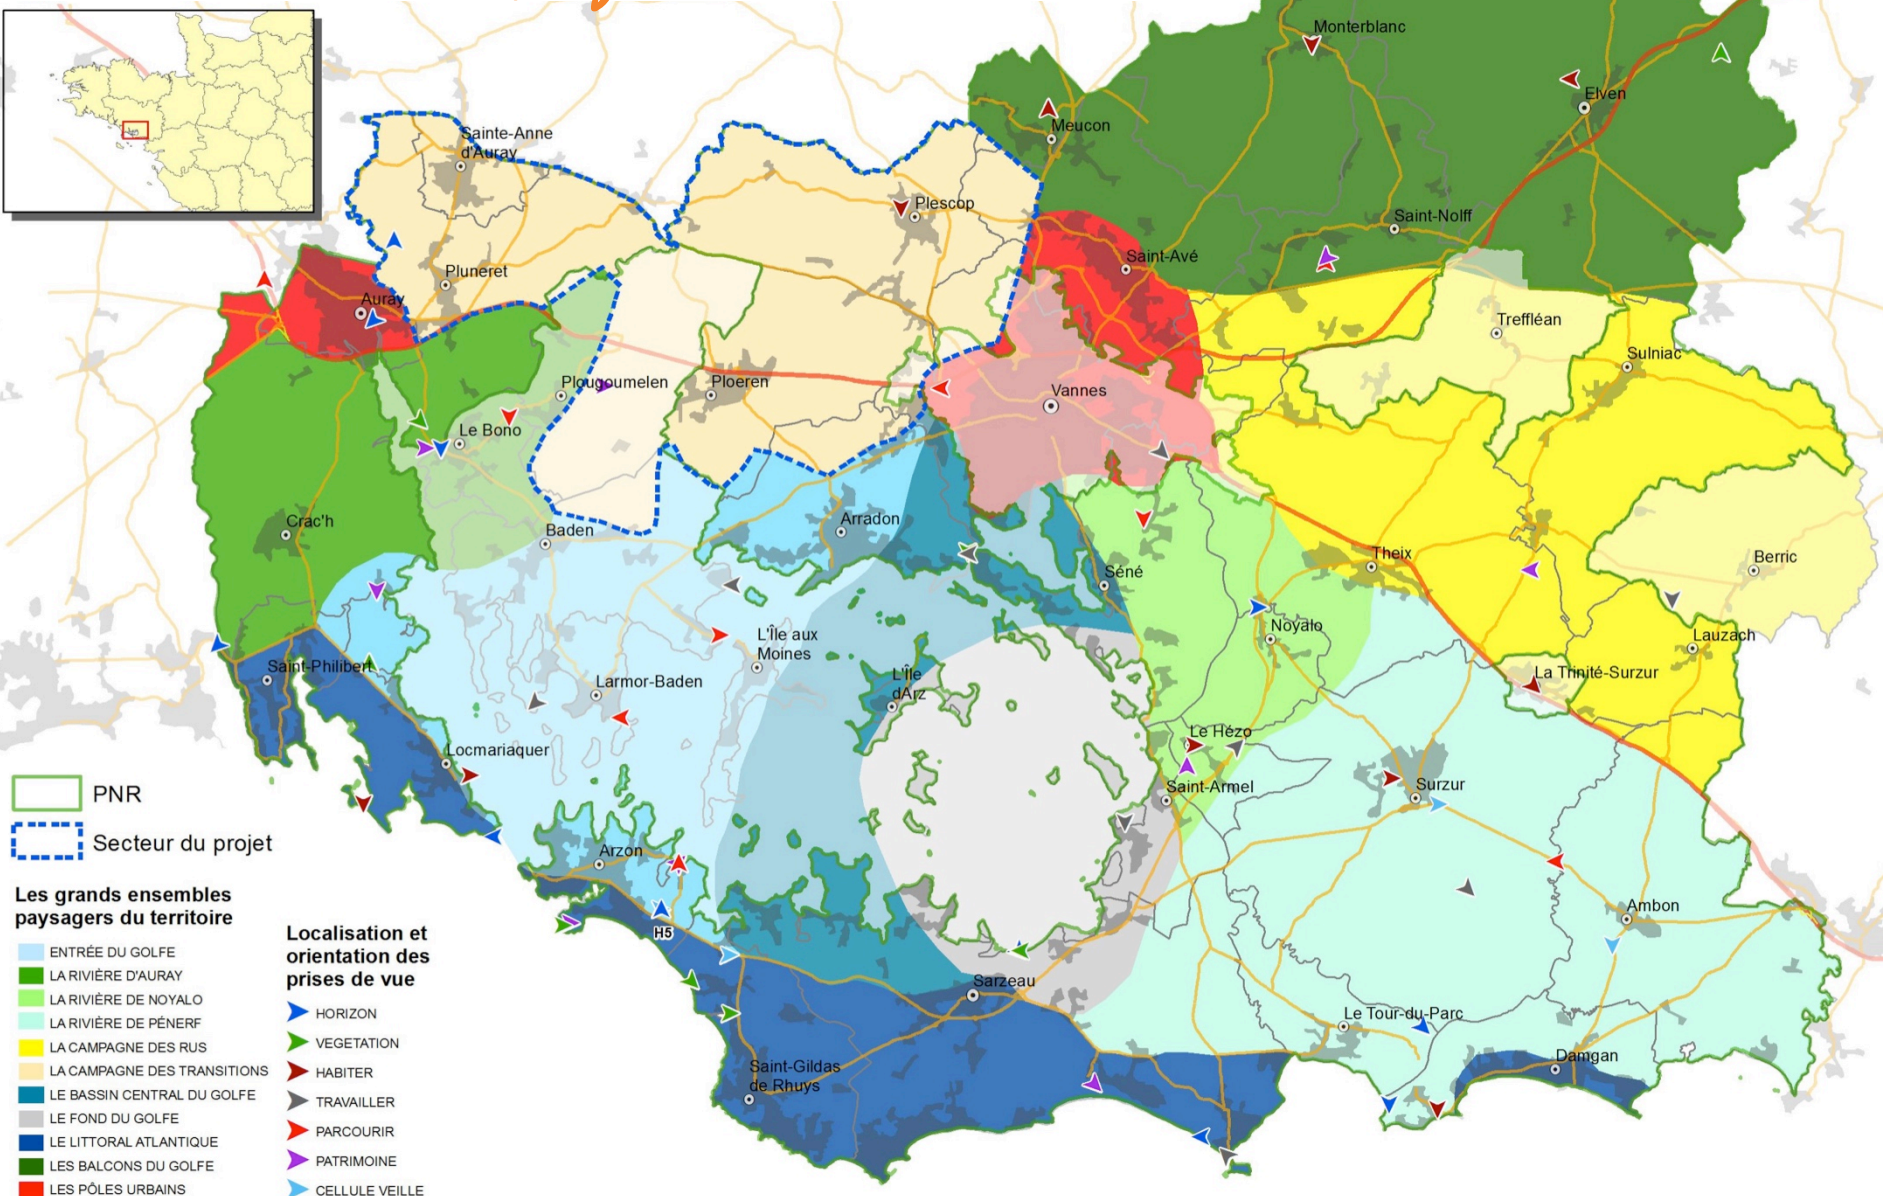 Monterblanc
Elven
Meucon
Sainte-Anne
d'Auray
Plescop
Saint-Nolff
Saint-Avé
Pluneret
Auray
Treffléan
Sulniac
Plougoumelen
Ploeren
Vannes
Le Bono
Crac'h
Baden
Arradon
Séné
Theix
Berric
Noyalo
L'Île aux
Moines
Lauzach
Saint-Philibert
Larmor-Baden
L'Île
d'Arz
La Trinité-Surzur
Locmariaquer
Le Hézo
Saint-Armel
Surzur
Arzon
Ambon
H5
Sarzeau
Le Tour-du-Parc
Saint-Gildas
de Rhuys
Damgan
PNR
Secteur du projet
Les grands ensembles
paysagers du territoire
ENTRÉE DU GOLFE
LA RIVIÈRE D'AURAY
LA RIVIÈRE DE NOYALO
LA RIVIÈRE DE PÉNERF
LA CAMPAGNE DES RUS
LA CAMPAGNE DES TRANSITIONS
LE BASSIN CENTRAL DU GOLFE
LE FOND DU GOLFE
LE LITTORAL ATLANTIQUE
LES BALCONS DU GOLFE
LES PÔLES URBAINS
Localisation et
orientation des
prises de vue
HORIZON
VEGETATION
HABITER
TRAVAILLER
PARCOURIR
PATRIMOINE
CELLULE VEILLE